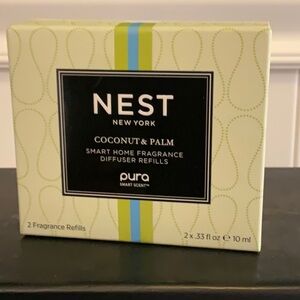 NEST
NEW YORK
COCONUT & PALM
SMART HOME FRAGRANCE
DIFFUSER REFILLS
pura
SMART SCENT™
2 Fragrance Refills
2 x .33 fl oz ℮ 10 ml